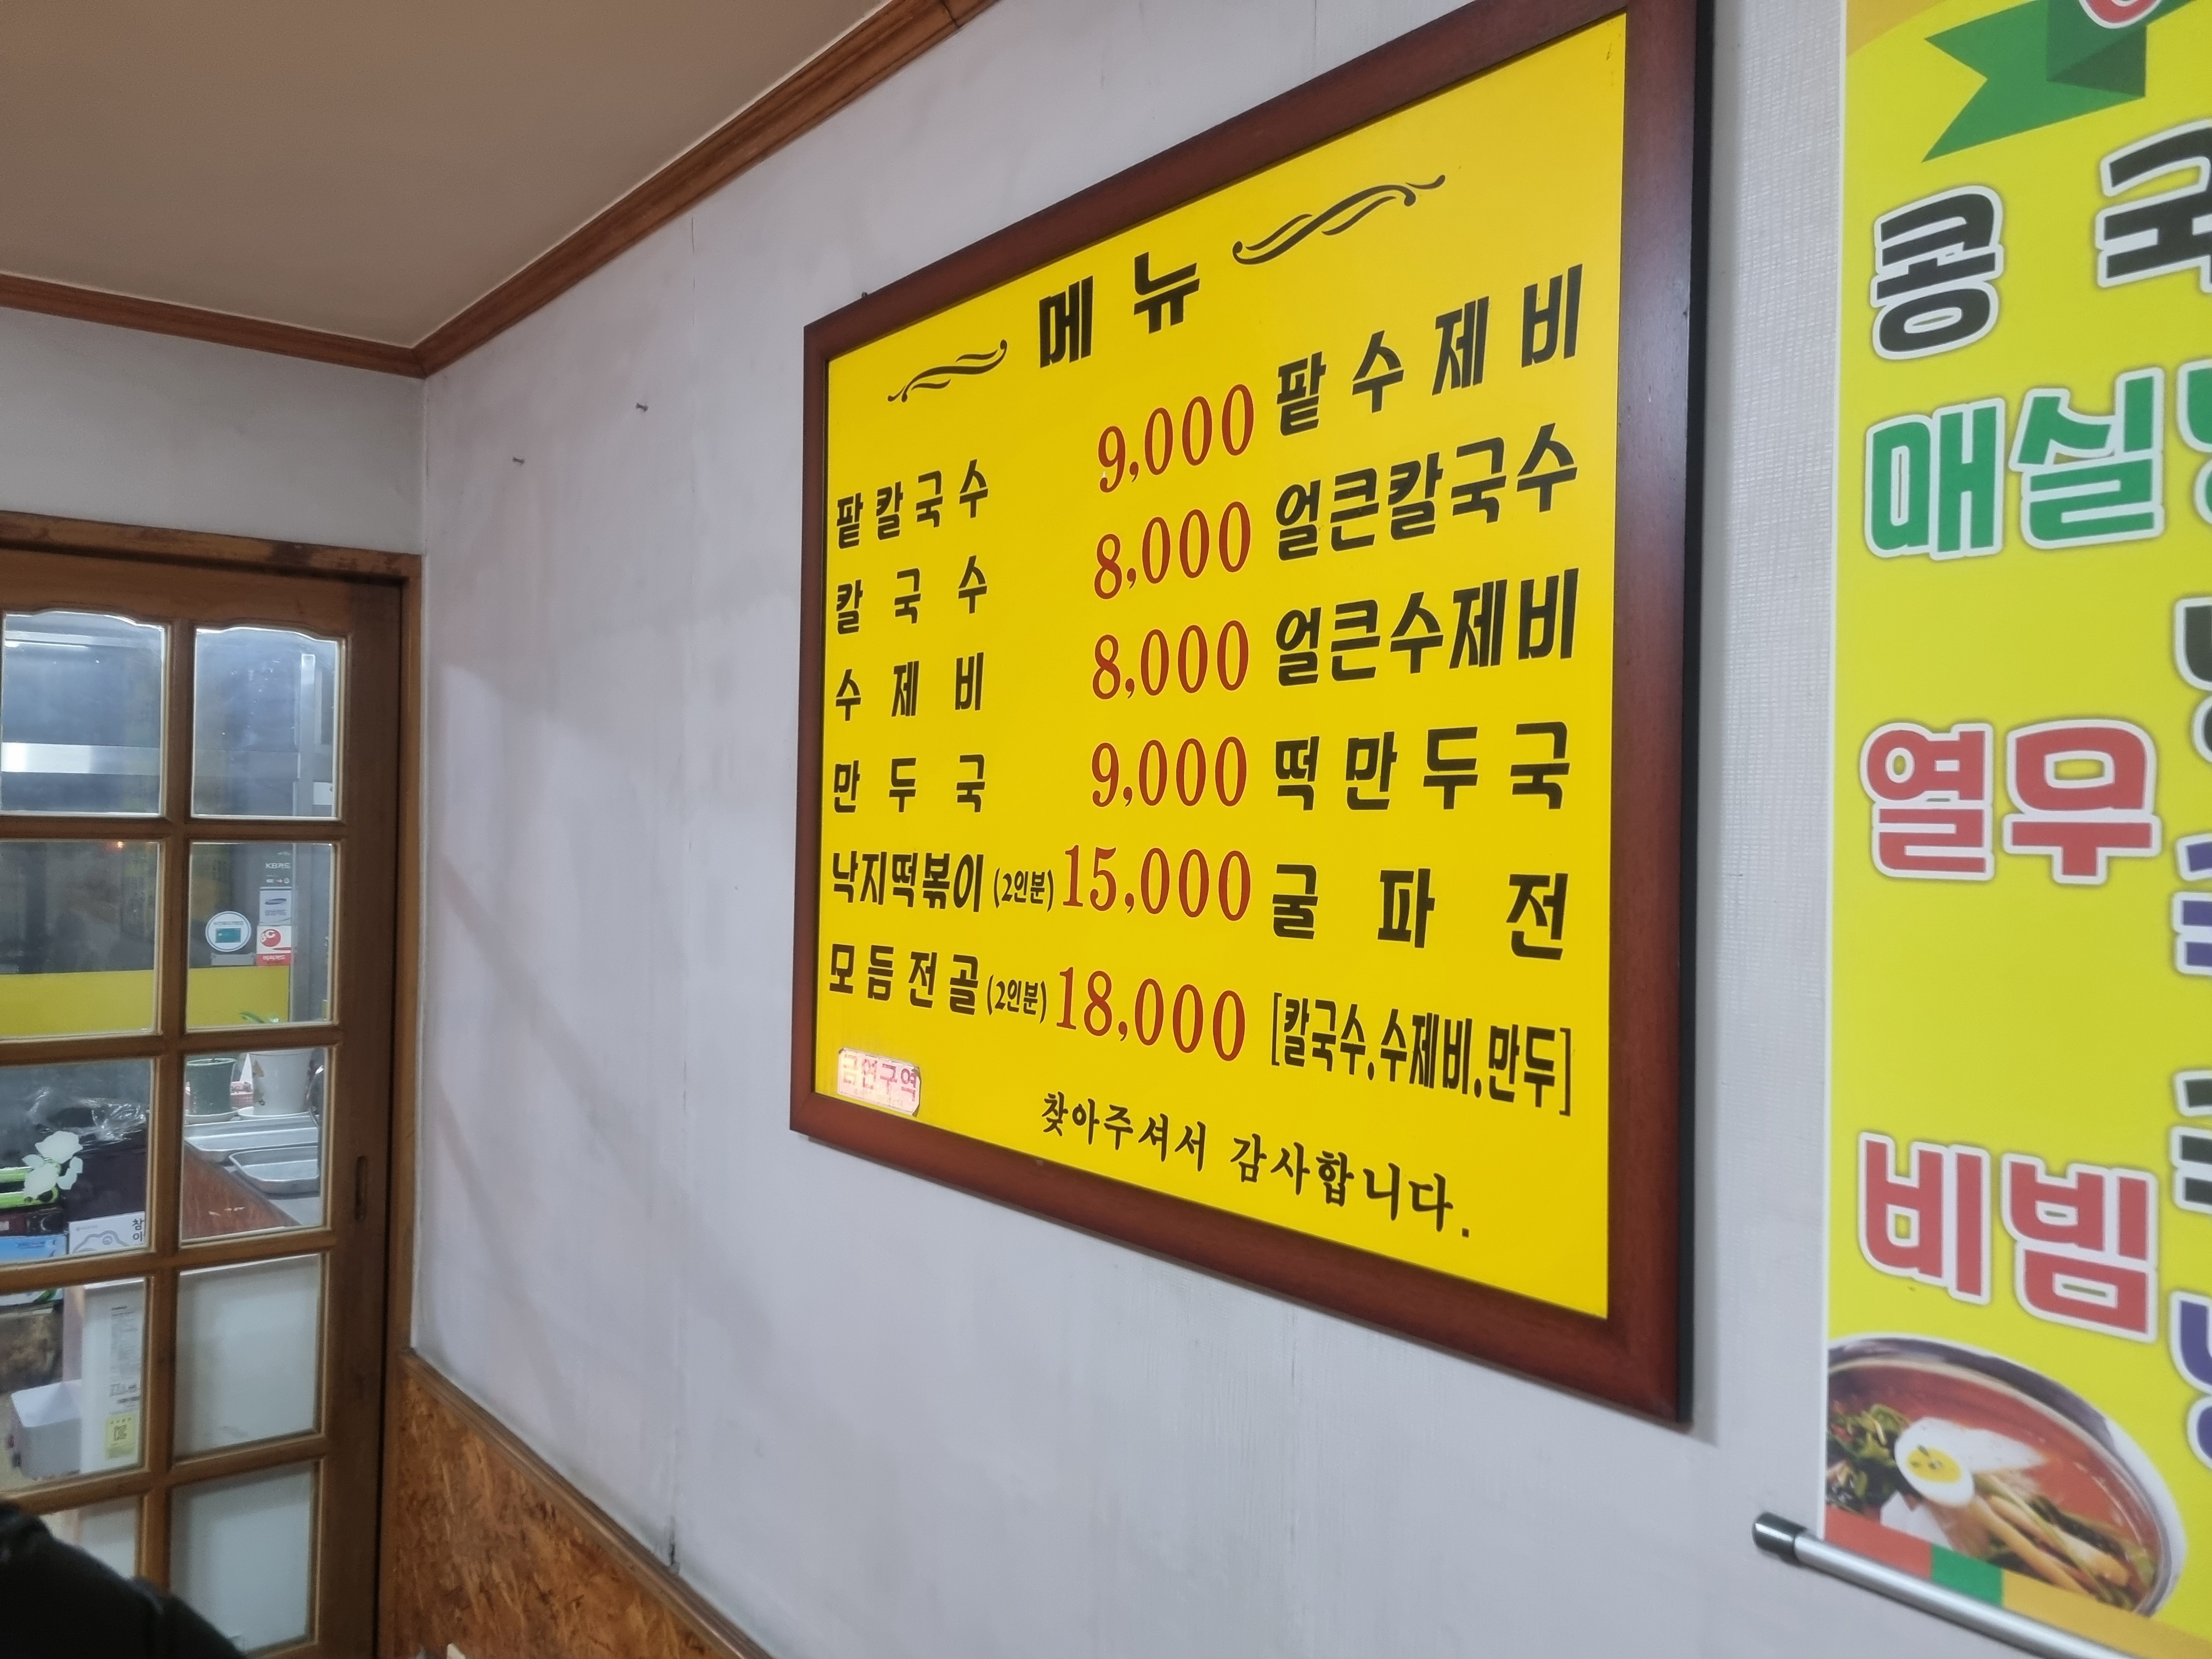 메 뉴
팥칼국수 9,000 팥수제비
칼 국 수 8,000 얼큰칼국수
수 제 비 8,000 얼큰수제비
만 두 국 9,000 떡만두국
낙지떡볶이 (2인분) 15,000 굴 파 전
모듬전골 (2인분) 18,000 [칼국수,수제비,만두]
금연구역
찾아주셔서 감사합니다.
콩 국
매실
열무
비빔
KB카드